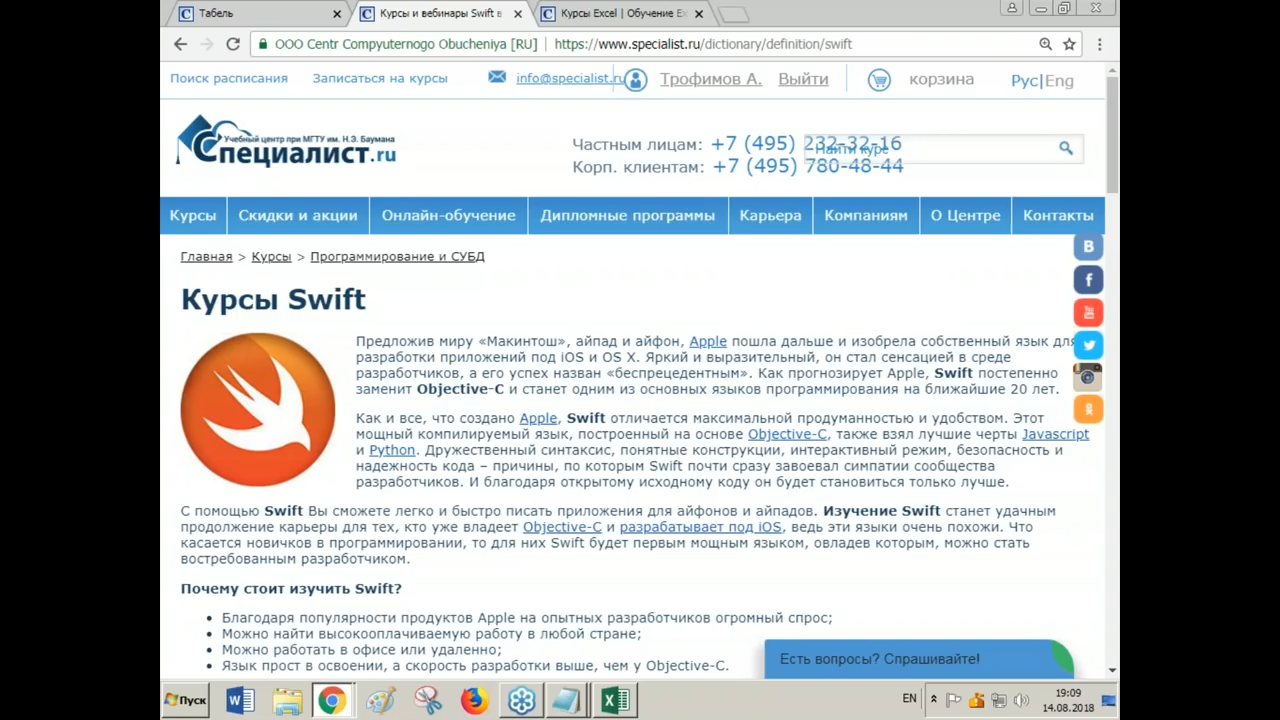 Табель
Курсы и вебинары Swift в
Курсы Excel | Обучение Ex
ООО Centr Compyuternogo Obucheniya [RU]
https://www.specialist.ru/dictionary/definition/swift
Поиск расписания
Записаться на курсы
info@specialist.ru
Трофимов А.
Выйти
корзина
Рус|Eng
Учебный центр при МГТУ им. Н.Э. Баумана
Специалист.ru
Частным лицам: +7 (495) 232-32-16
Найти курс
Корп. клиентам: +7 (495) 780-48-44
Курсы
Скидки и акции
Онлайн-обучение
Дипломные программы
Карьера
Компаниям
О Центре
Контакты
Главная > Курсы > Программирование и СУБД
Курсы Swift
Предложив миру «Макинтош», айпад и айфон, Apple пошла дальше и изобрела собственный язык для
разработки приложений под iOS и OS X. Яркий и выразительный, он стал сенсацией в среде
разработчиков, а его успех назван «беспрецедентным». Как прогнозирует Apple, Swift постепенно
заменит Objective-C и станет одним из основных языков программирования на ближайшие 20 лет.
Как и все, что создано Apple, Swift отличается максимальной продуманностью и удобством. Этот
мощный компилируемый язык, построенный на основе Objective-C, также взял лучшие черты Javascript
и Python. Дружественный синтаксис, понятные конструкции, интерактивный режим, безопасность и
надежность кода – причины, по которым Swift почти сразу завоевал симпатии сообщества
разработчиков. И благодаря открытому исходному коду он будет становиться только лучше.
С помощью Swift Вы сможете легко и быстро писать приложения для айфонов и айпадов. Изучение Swift станет удачным
продолжение карьеры для тех, кто уже владеет Objective-C и разрабатывает под iOS, ведь эти языки очень похожи. Что
касается новичков в программировании, то для них Swift будет первым мощным языком, овладев которым, можно стать
востребованным разработчиком.
Почему стоит изучить Swift?
• Благодаря популярности продуктов Apple на опытных разработчиков огромный спрос;
• Можно найти высокооплачиваемую работу в любой стране;
• Можно работать в офисе или удаленно;
• Язык прост в освоении, а скорость разработки выше, чем у Objective-C.
Есть вопросы? Спрашивайте!
Пуск
EN
19:09
14.08.2018